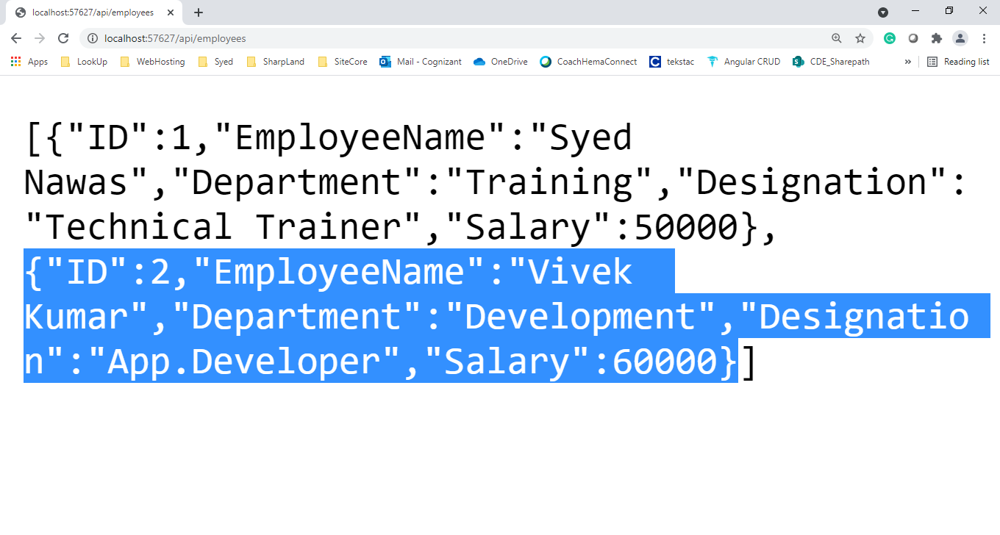 localhost:57627/api/employees
localhost:57627/api/employees
Apps LookUp WebHosting Syed SharpLand SiteCore Mail - Cognizant OneDrive CoachHemaConnect tekstac Angular CRUD CDE_Sharepath » Reading list
[{"ID":1,"EmployeeName":"Syed
Nawas","Department":"Training","Designation":
"Technical Trainer","Salary":50000},
{"ID":2,"EmployeeName":"Vivek
Kumar","Department":"Development","Designatio
n":"App.Developer","Salary":60000}]